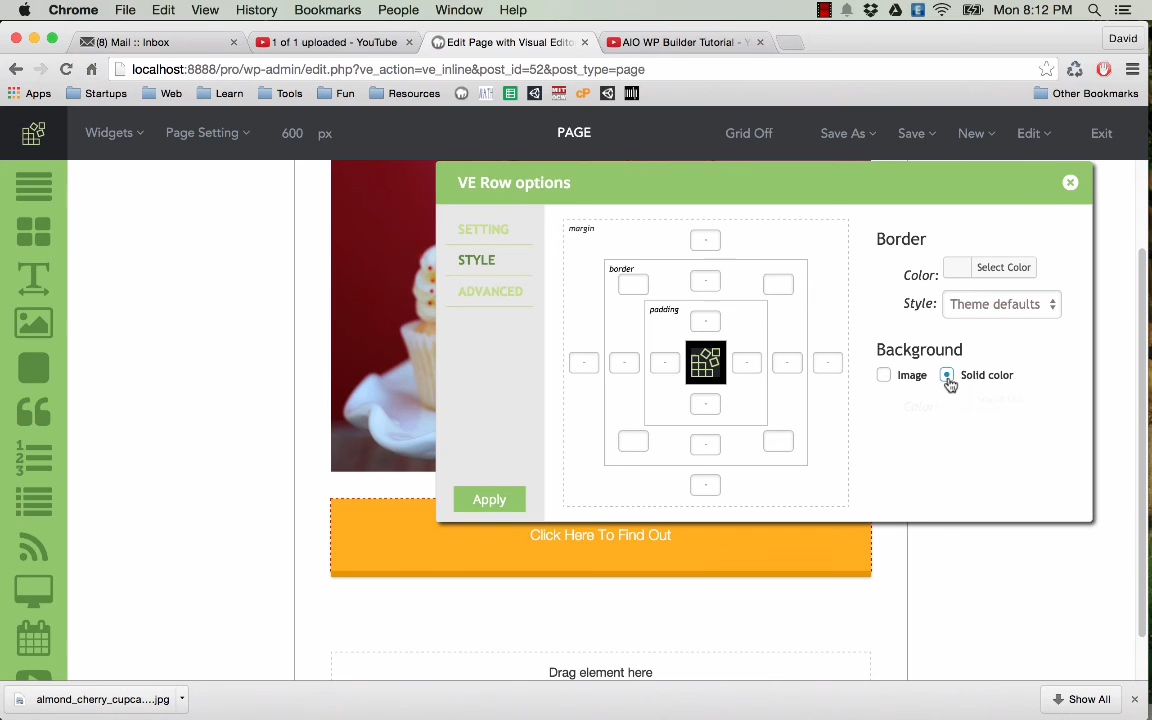 Chrome File Edit View History Bookmarks People Window Help Mon 8:12 PM
(8) Mail :: Inbox × 1 of 1 uploaded - YouTube × Edit Page with Visual Edito × AIO WP Builder Tutorial - Y × David
localhost:8888/pro/wp-admin/edit.php?ve_action=ve_inline&post_id=52&post_type=page
Apps Startups Web Learn Tools Fun Resources cP Other Bookmarks
Widgets Page Setting 600 px PAGE Grid Off Save As Save New Edit Exit
VE Row options
SETTING
STYLE
ADVANCED
Apply
margin
border
padding
Border
Color: Select Color
Style: Theme defaults
Background
Image Solid color
Color:
Click Here To Find Out
Drag element here
almond_cherry_cupca....jpg Show All